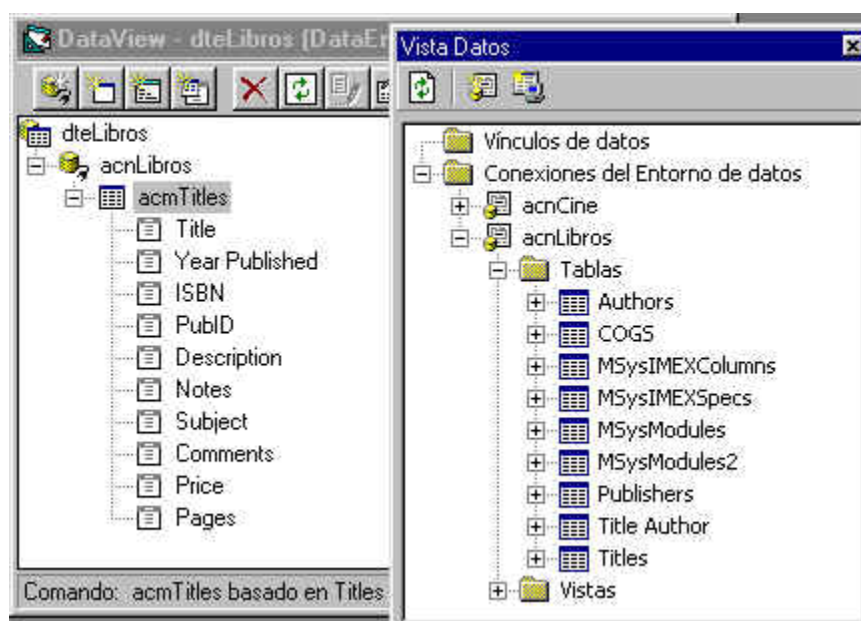 DataView - dteLibros (DataEr
dteLibros
acnLibros
acmTitles
Title
Year Published
ISBN
PubID
Description
Notes
Subject
Comments
Price
Pages
Comando: acmTitles basado en Titles
Vista Datos
Vínculos de datos
Conexiones del Entorno de datos
acnCine
acnLibros
Tablas
Authors
COGS
MSysIMEXColumns
MSysIMEXSpecs
MSysModules
MSysModules2
Publishers
Title Author
Titles
Vistas